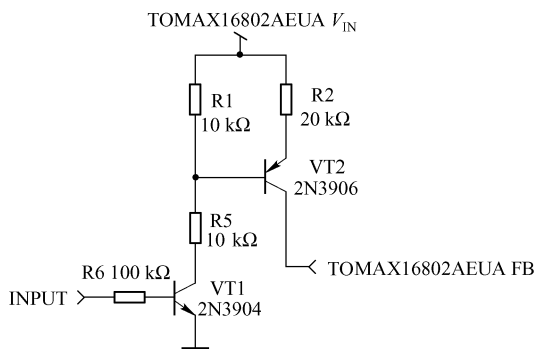 TOMAX16802AEUA VIN
R1
10 kΩ
R2
20 kΩ
VT2
2N3906
R5
10 kΩ
TOMAX16802AEUA FB
R6 100 kΩ
INPUT
VT1
2N3904